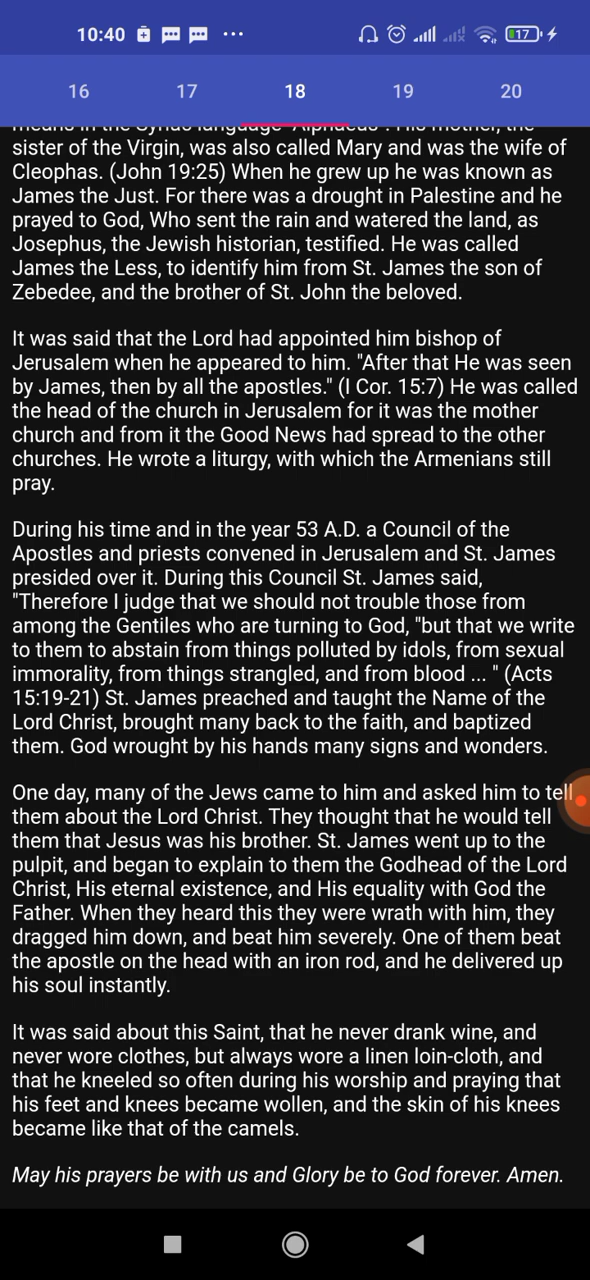 10:40
17
16 17 18 19 20
means in the Syriac language "Alphaeus". His mother, the
sister of the Virgin, was also called Mary and was the wife of
Cleophas. (John 19:25) When he grew up he was known as
James the Just. For there was a drought in Palestine and he
prayed to God, Who sent the rain and watered the land, as
Josephus, the Jewish historian, testified. He was called
James the Less, to identify him from St. James the son of
Zebedee, and the brother of St. John the beloved.
It was said that the Lord had appointed him bishop of
Jerusalem when he appeared to him. "After that He was seen
by James, then by all the apostles." (I Cor. 15:7) He was called
the head of the church in Jerusalem for it was the mother
church and from it the Good News had spread to the other
churches. He wrote a liturgy, with which the Armenians still
pray.
During his time and in the year 53 A.D. a Council of the
Apostles and priests convened in Jerusalem and St. James
presided over it. During this Council St. James said,
"Therefore I judge that we should not trouble those from
among the Gentiles who are turning to God, "but that we write
to them to abstain from things polluted by idols, from sexual
immorality, from things strangled, and from blood ... " (Acts
15:19-21) St. James preached and taught the Name of the
Lord Christ, brought many back to the faith, and baptized
them. God wrought by his hands many signs and wonders.
One day, many of the Jews came to him and asked him to tell
them about the Lord Christ. They thought that he would tell
them that Jesus was his brother. St. James went up to the
pulpit, and began to explain to them the Godhead of the Lord
Christ, His eternal existence, and His equality with God the
Father. When they heard this they were wrath with him, they
dragged him down, and beat him severely. One of them beat
the apostle on the head with an iron rod, and he delivered up
his soul instantly.
It was said about this Saint, that he never drank wine, and
never wore clothes, but always wore a linen loin-cloth, and
that he kneeled so often during his worship and praying that
his feet and knees became wollen, and the skin of his knees
became like that of the camels.
May his prayers be with us and Glory be to God forever. Amen.